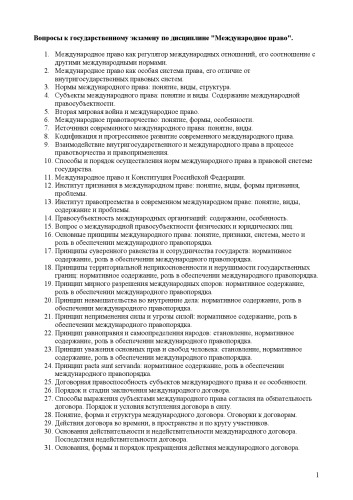 Вопросы к государственному экзамену по дисциплине "Международное право".
1. Международное право как регулятор международных отношений, его соотношение с
другими международными нормами.
2. Международное право как особая система права, его отличие от
внутригосударственных правовых систем.
3. Нормы международного права: понятие, виды, структура.
4. Субъекты международного права: понятие и виды. Содержание международной
правосубъектности.
5. Вторая мировая война и международное право.
6. Международное правотворчество: понятие, формы, особенности.
7. Источники современного международного права: понятие, виды.
8. Кодификация и прогрессивное развитие современного международного права.
9. Взаимодействие внутригосударственного и международного права в процессе
правотворчества и правоприменения.
10. Способы и порядок осуществления норм международного права в правовой системе
государства.
11. Международное право и Конституция Российской Федерации.
12. Институт признания в международном праве: понятие, виды, формы признания,
проблемы.
13. Институт правопреемства в современном международном праве: понятие, виды,
содержание и проблемы.
14. Правосубъектность международных организаций: содержание, особенность.
15. Вопрос о международной правосубъектности физических и юридических лиц.
16. Основные принципы международного права: понятие, признаки, система, место и
роль в обеспечении международного правопорядка.
17. Принципы суверенного равенства и сотрудничества государств: нормативное
содержание, роль в обеспечении международного правопорядка.
18. Принципы территориальной неприкосновенности и нерушимости государственных
границ: нормативное содержание, роль в обеспечении международного правопорядка.
19. Принцип мирного разрешения международных споров: нормативное содержание,
роль в обеспечении международного правопорядка.
20. Принцип невмешательства во внутренние дела: нормативное содержание, роль в
обеспечении международного правопорядка.
21. Принцип неприменения силы и угрозы силой: нормативное содержание, роль в
обеспечении международного правопорядка.
22. Принцип равноправия и самоопределения народов: становление, нормативное
содержание, роль в обеспечении международного правопорядка.
23. Принцип уважения основных прав и свобод человека: становление, нормативное
содержание, роль в обеспечении международного правопорядка.
24. Принцип pacta sunt servanda: нормативное содержание, роль в обеспечении
международного правопорядка.
25. Договорная правоспособность субъектов международного права и ее особенности.
26. Порядок и стадии заключения международного договора.
27. Способы выражения субъектами международного права согласия на обязательность
договора. Порядок и условия вступления договора в силу.
28. Понятие, форма и структура международного договора. Оговорки к договорам.
29. Действия договора во времени, в пространстве и по кругу участников.
30. Основания действительности и недействительности международного договора.
Последствия недействительности договора.
31. Основания, формы и порядок прекращения действия международного договора.
1